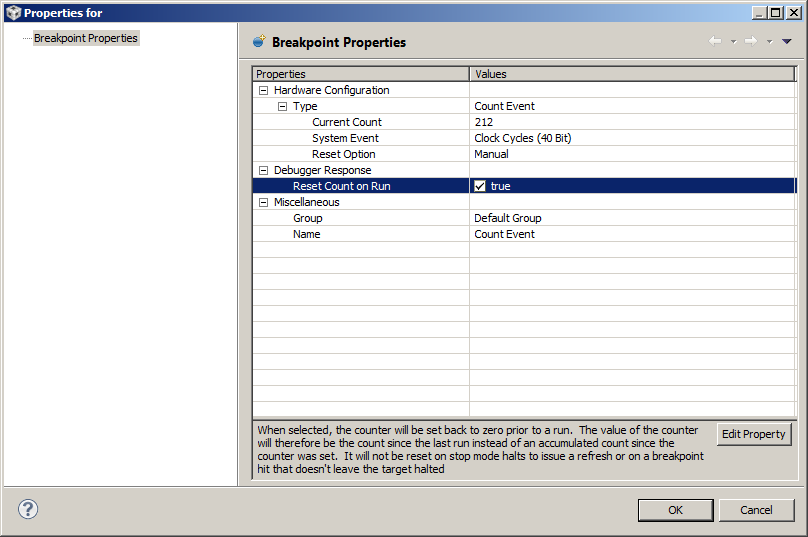 Properties for
Breakpoint Properties
Breakpoint Properties
Properties Values
Hardware Configuration
Type Count Event
Current Count 212
System Event Clock Cycles (40 Bit)
Reset Option Manual
Debugger Response
Reset Count on Run true
Miscellaneous
Group Default Group
Name Count Event
When selected, the counter will be set back to zero prior to a run. The value of the counter
will therefore be the count since the last run instead of an accumulated count since the
counter was set. It will not be reset on stop mode halts to issue a refresh or on a breakpoint
hit that doesn't leave the target halted
Edit Property
?
OK Cancel